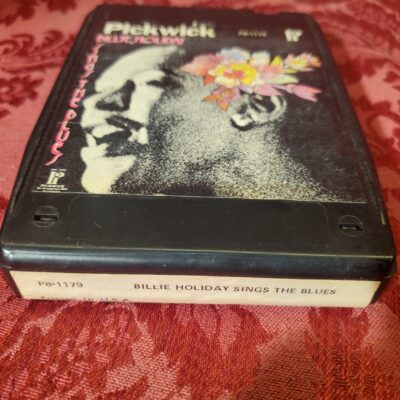 Pickwick
BILLIE HOLIDAY
SINGS THE BLUES
P8-1179 BILLIE HOLIDAY SINGS THE BLUES